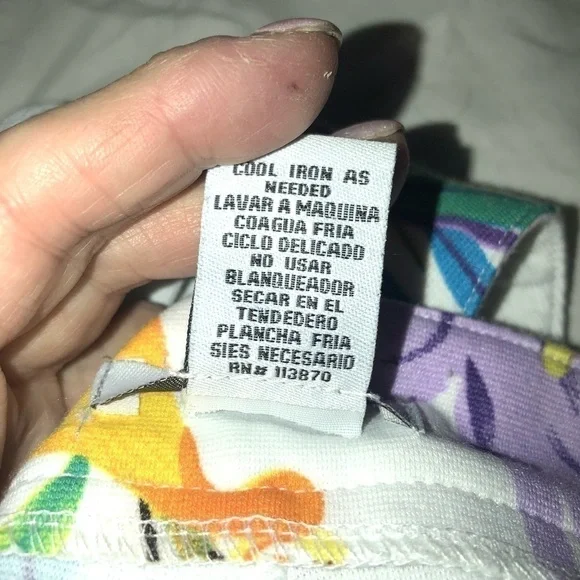 COOL IRON AS
NEEDED
LAVAR A MAQUINA
COAGUA FRIA
CICLO DELICADO
NO USAR
BLANQUEADOR
SECAR EN EL
TENDEDERO
PLANCHA FRIA
SIES NECESARIO
RN# 113870